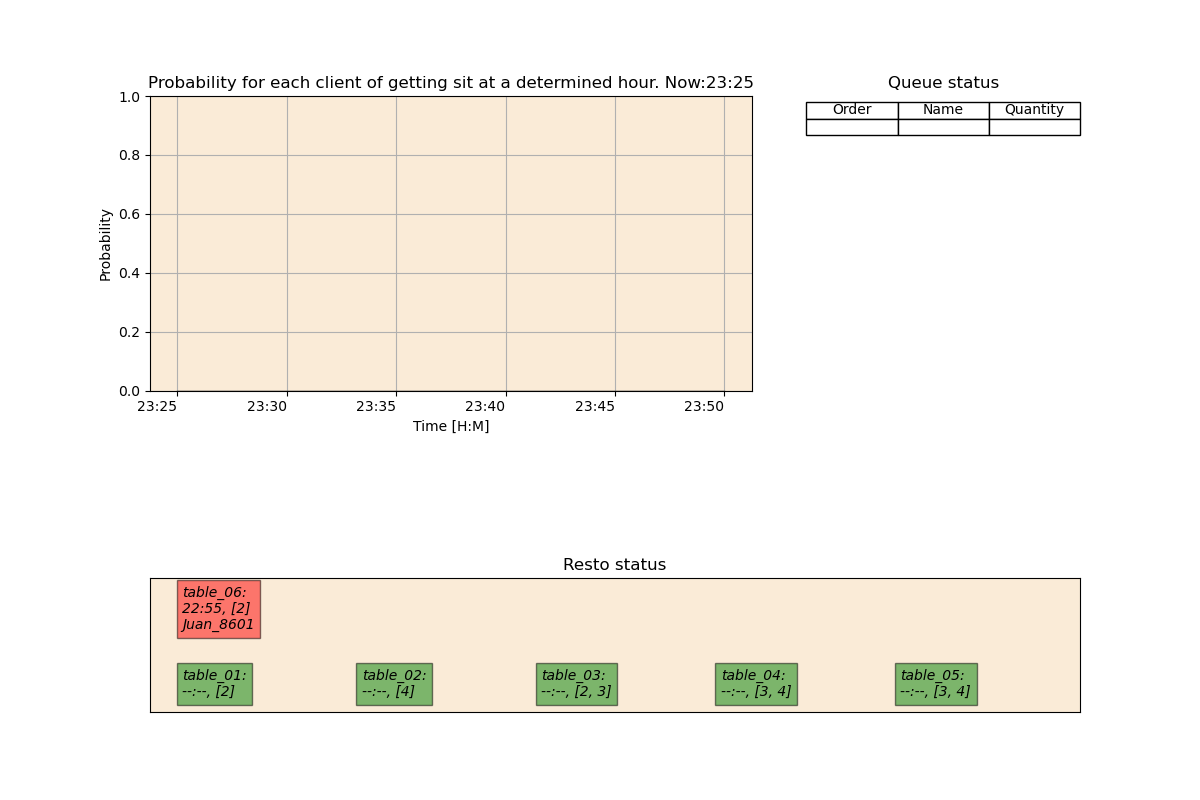 Probability for each client of getting sit at a determined hour. Now:23:25
1.0
0.8
0.6
0.4
0.2
0.0
Probability
23:25 23:30 23:35 23:40 23:45 23:50
Time [H:M]
Queue status
Order Name Quantity
Resto status
table_06:
22:55, [2]
Juan_8601
table_01:
--:--, [2]
table_02:
--:--, [4]
table_03:
--:--, [2, 3]
table_04:
--:--, [3, 4]
table_05:
--:--, [3, 4]